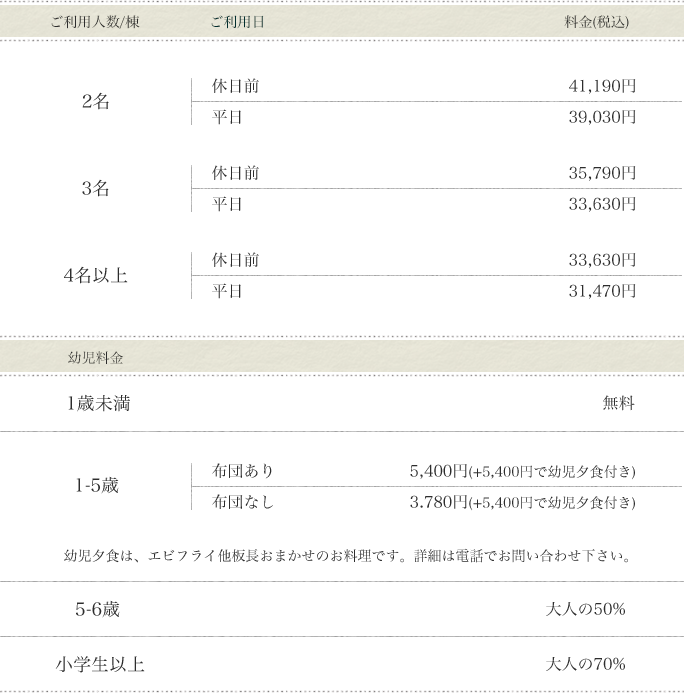 ご利用人数/棟 ご利用日 料金(税込)
2名
休日前 41,190円
平日 39,030円
3名
休日前 35,790円
平日 33,630円
4名以上
休日前 33,630円
平日 31,470円
幼児料金
1歳未満 無料
1-5歳
布団あり 5,400円(+5,400円で幼児夕食付き)
布団なし 3.780円(+5,400円で幼児夕食付き)
幼児夕食は、エビフライ他板長おまかせのお料理です。詳細は電話でお問い合わせ下さい。
5-6歳 大人の50%
小学生以上 大人の70%